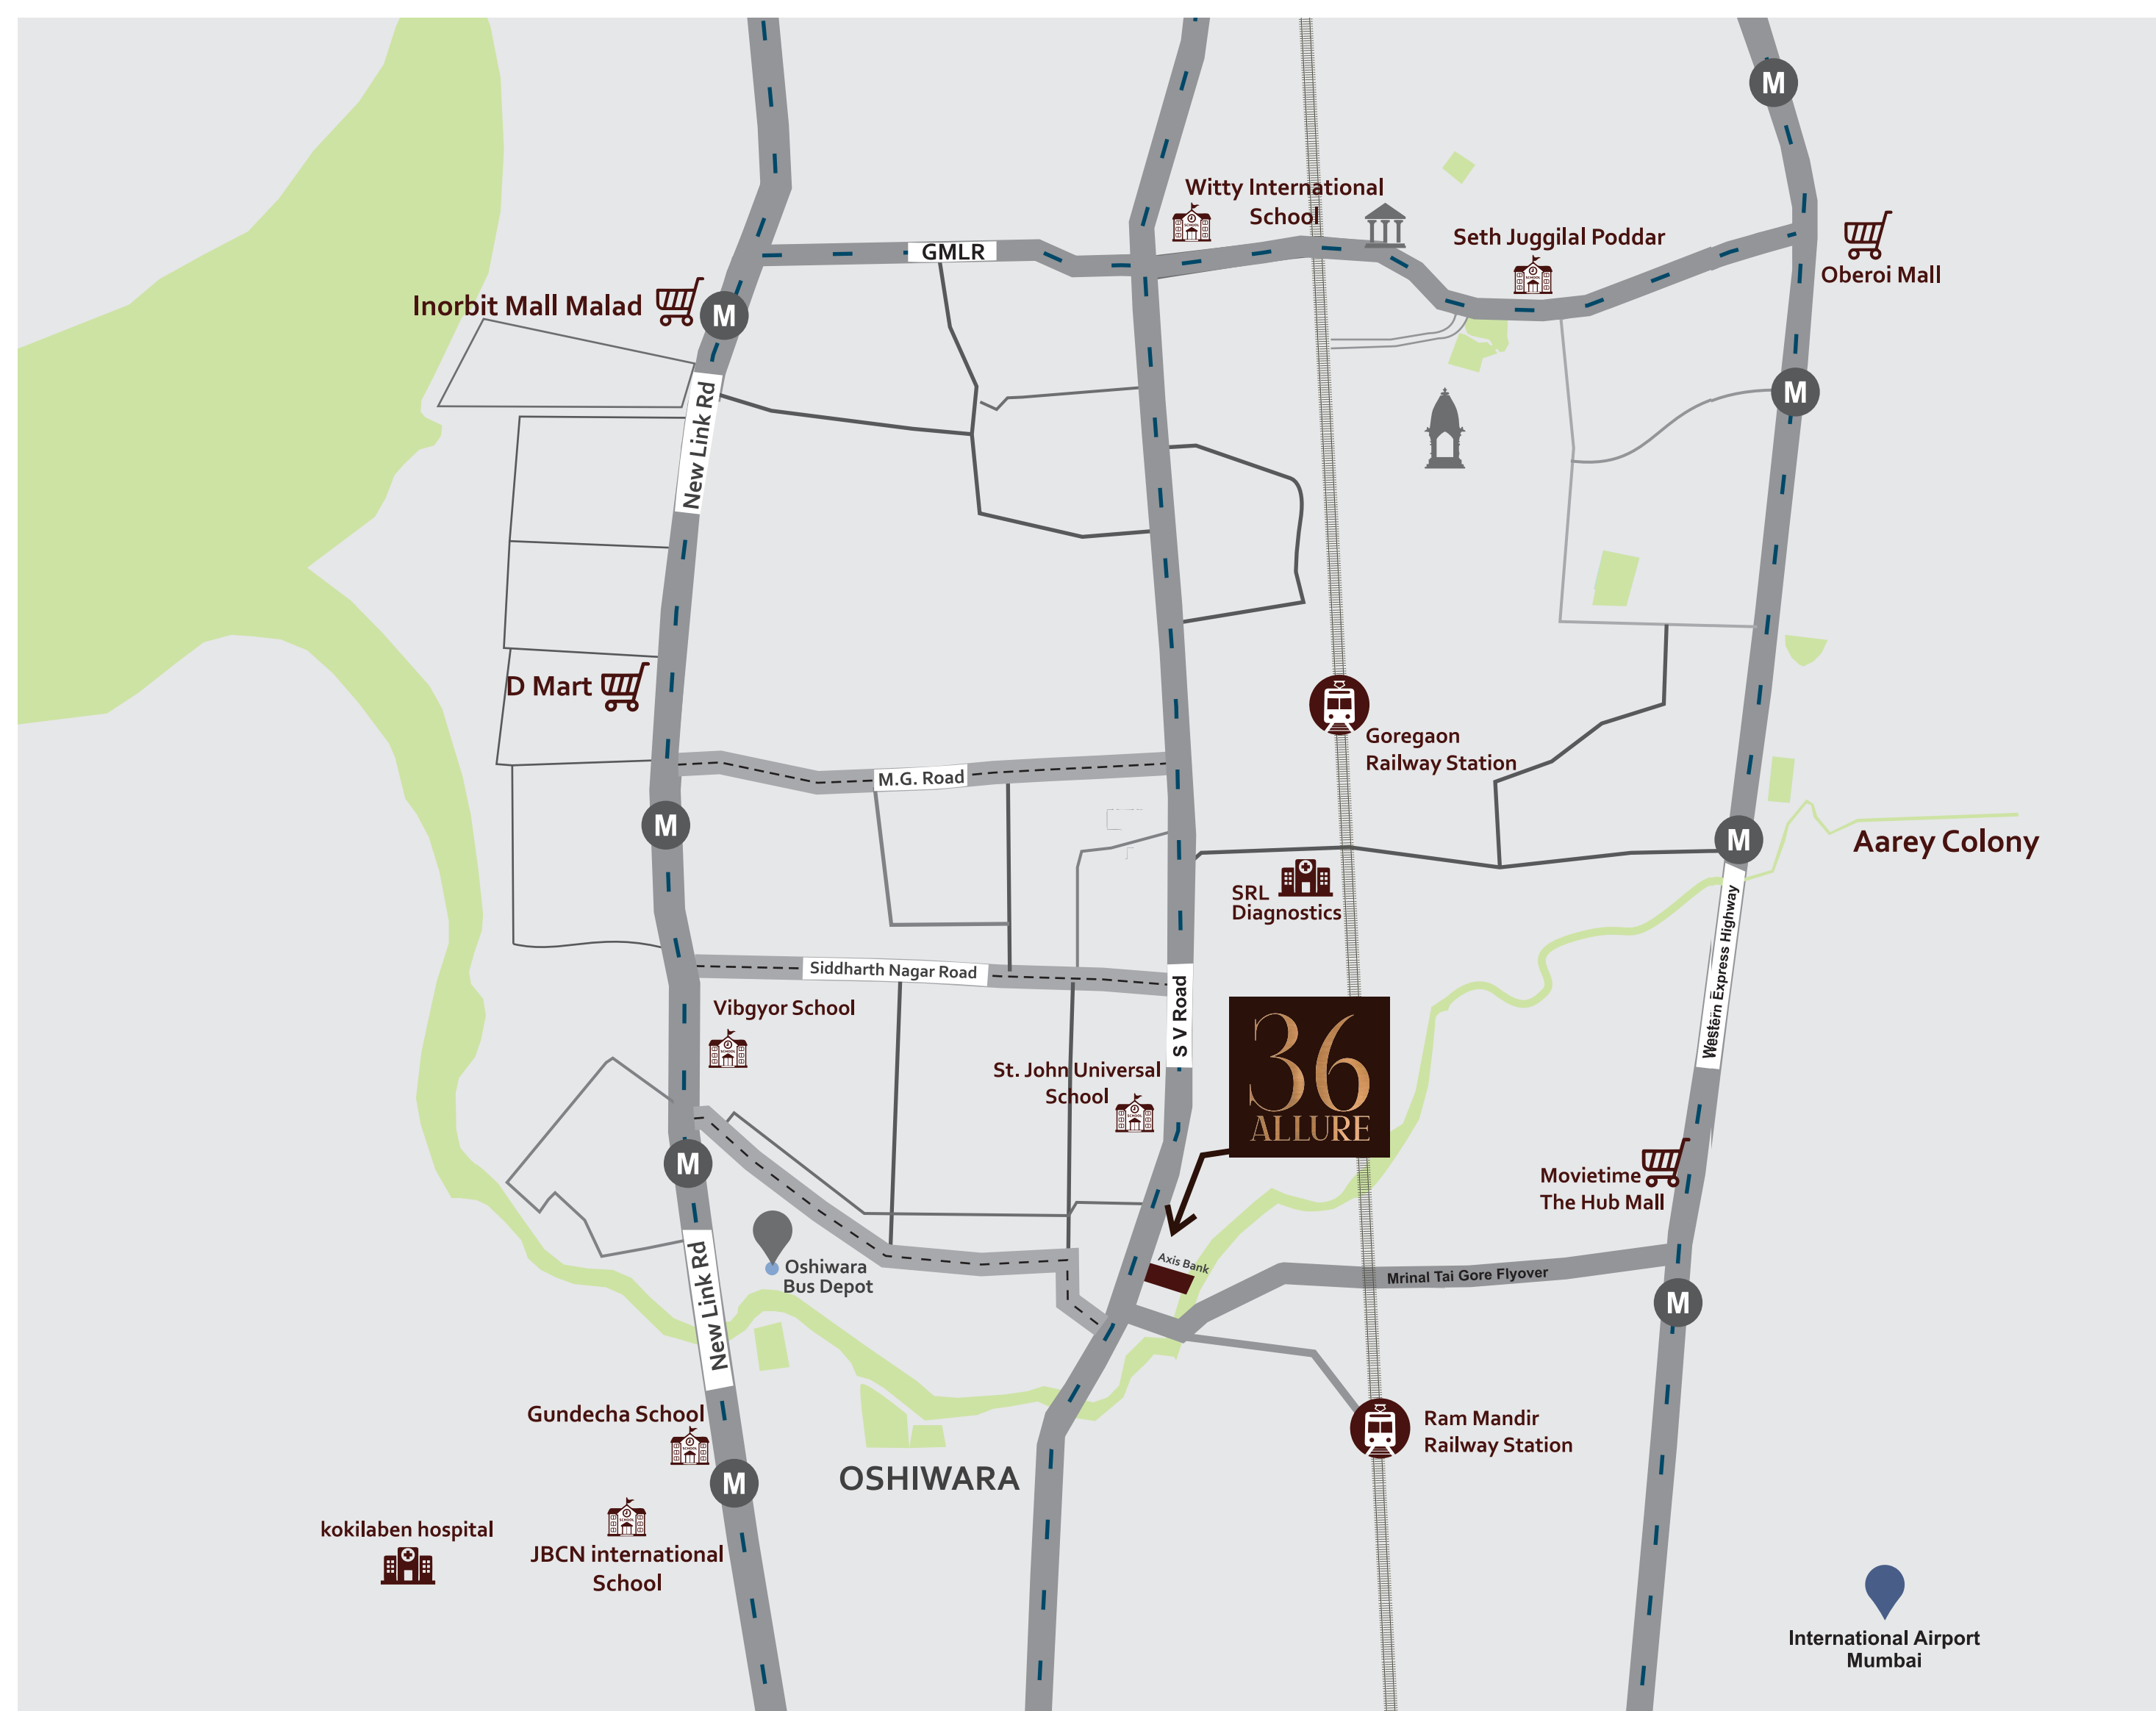 M
Witty International
School
Seth Juggilal Poddar
GMLR
Oberoi Mall
Inorbit Mall Malad
M
M
New Link Rd
D Mart
Goregaon
Railway Station
M.G. Road
M
M
Aarey Colony
SRL
Diagnostics
Western Express Highway
Siddharth Nagar Road
S V Road
Vibgyor School
36
ALLURE
St. John Universal
School
M
Movietime
The Hub Mall
Axis Bank
Oshiwara
Bus Depot
New Link Rd
Mrinal Tai Gore Flyover
M
Gundecha School
Ram Mandir
Railway Station
OSHIWARA
M
kokilaben hospital
JBCN international
School
International Airport
Mumbai